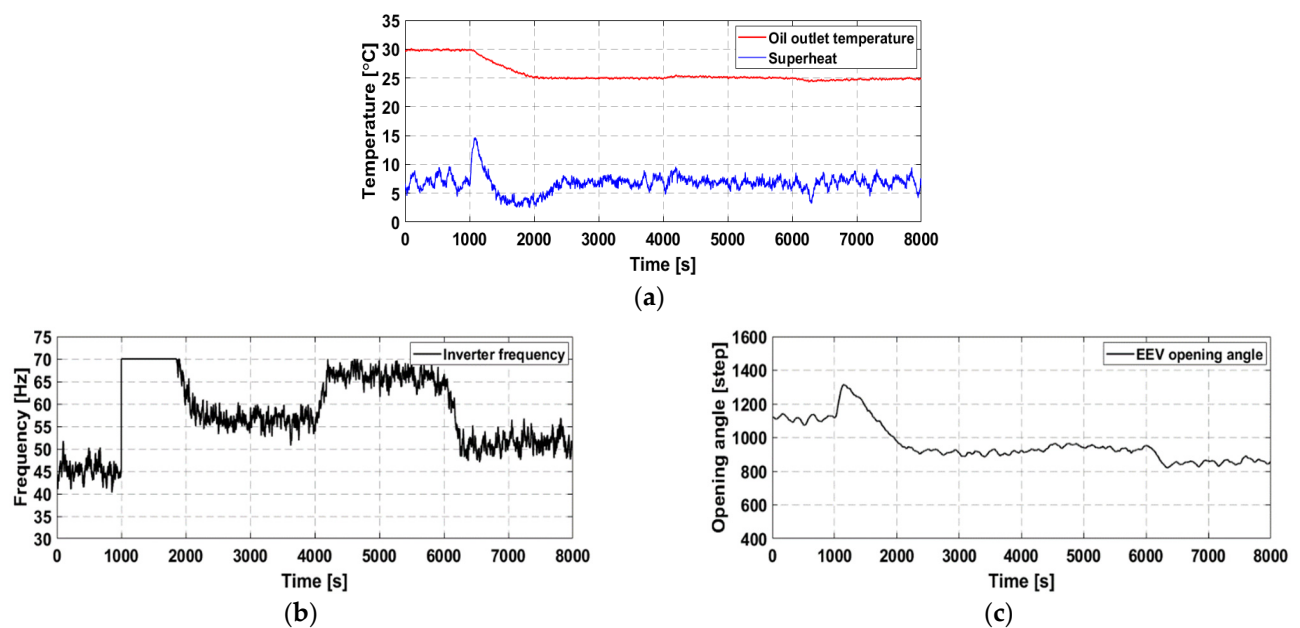 35
30
25
20
15
10
5
0
Temperature [°C]
Oil outlet temperature
Superheat
0 1000 2000 3000 4000 5000 6000 7000 8000
Time [s]
(a)
75
70
65
60
55
50
45
40
35
30
Frequency [Hz]
Inverter frequency
0 1000 2000 3000 4000 5000 6000 7000 8000
Time [s]
(b)
1600
1400
1200
1000
800
600
400
Opening angle [step]
EEV opening angle
0 1000 2000 3000 4000 5000 6000 7000 8000
Time [s]
(c)